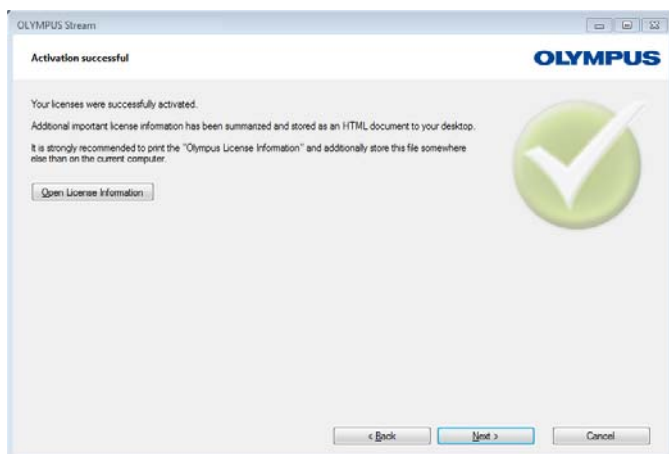 OLYMPUS Stream
Activation successful
OLYMPUS
Your licenses were successfully activated.
Additional important license information has been summarized and stored as an HTML document to your desktop.
It is strongly recommended to print the "Olympus License Information" and additionally store this file somewhere
else than on the current computer.
Open License Information
< Back
Next >
Cancel